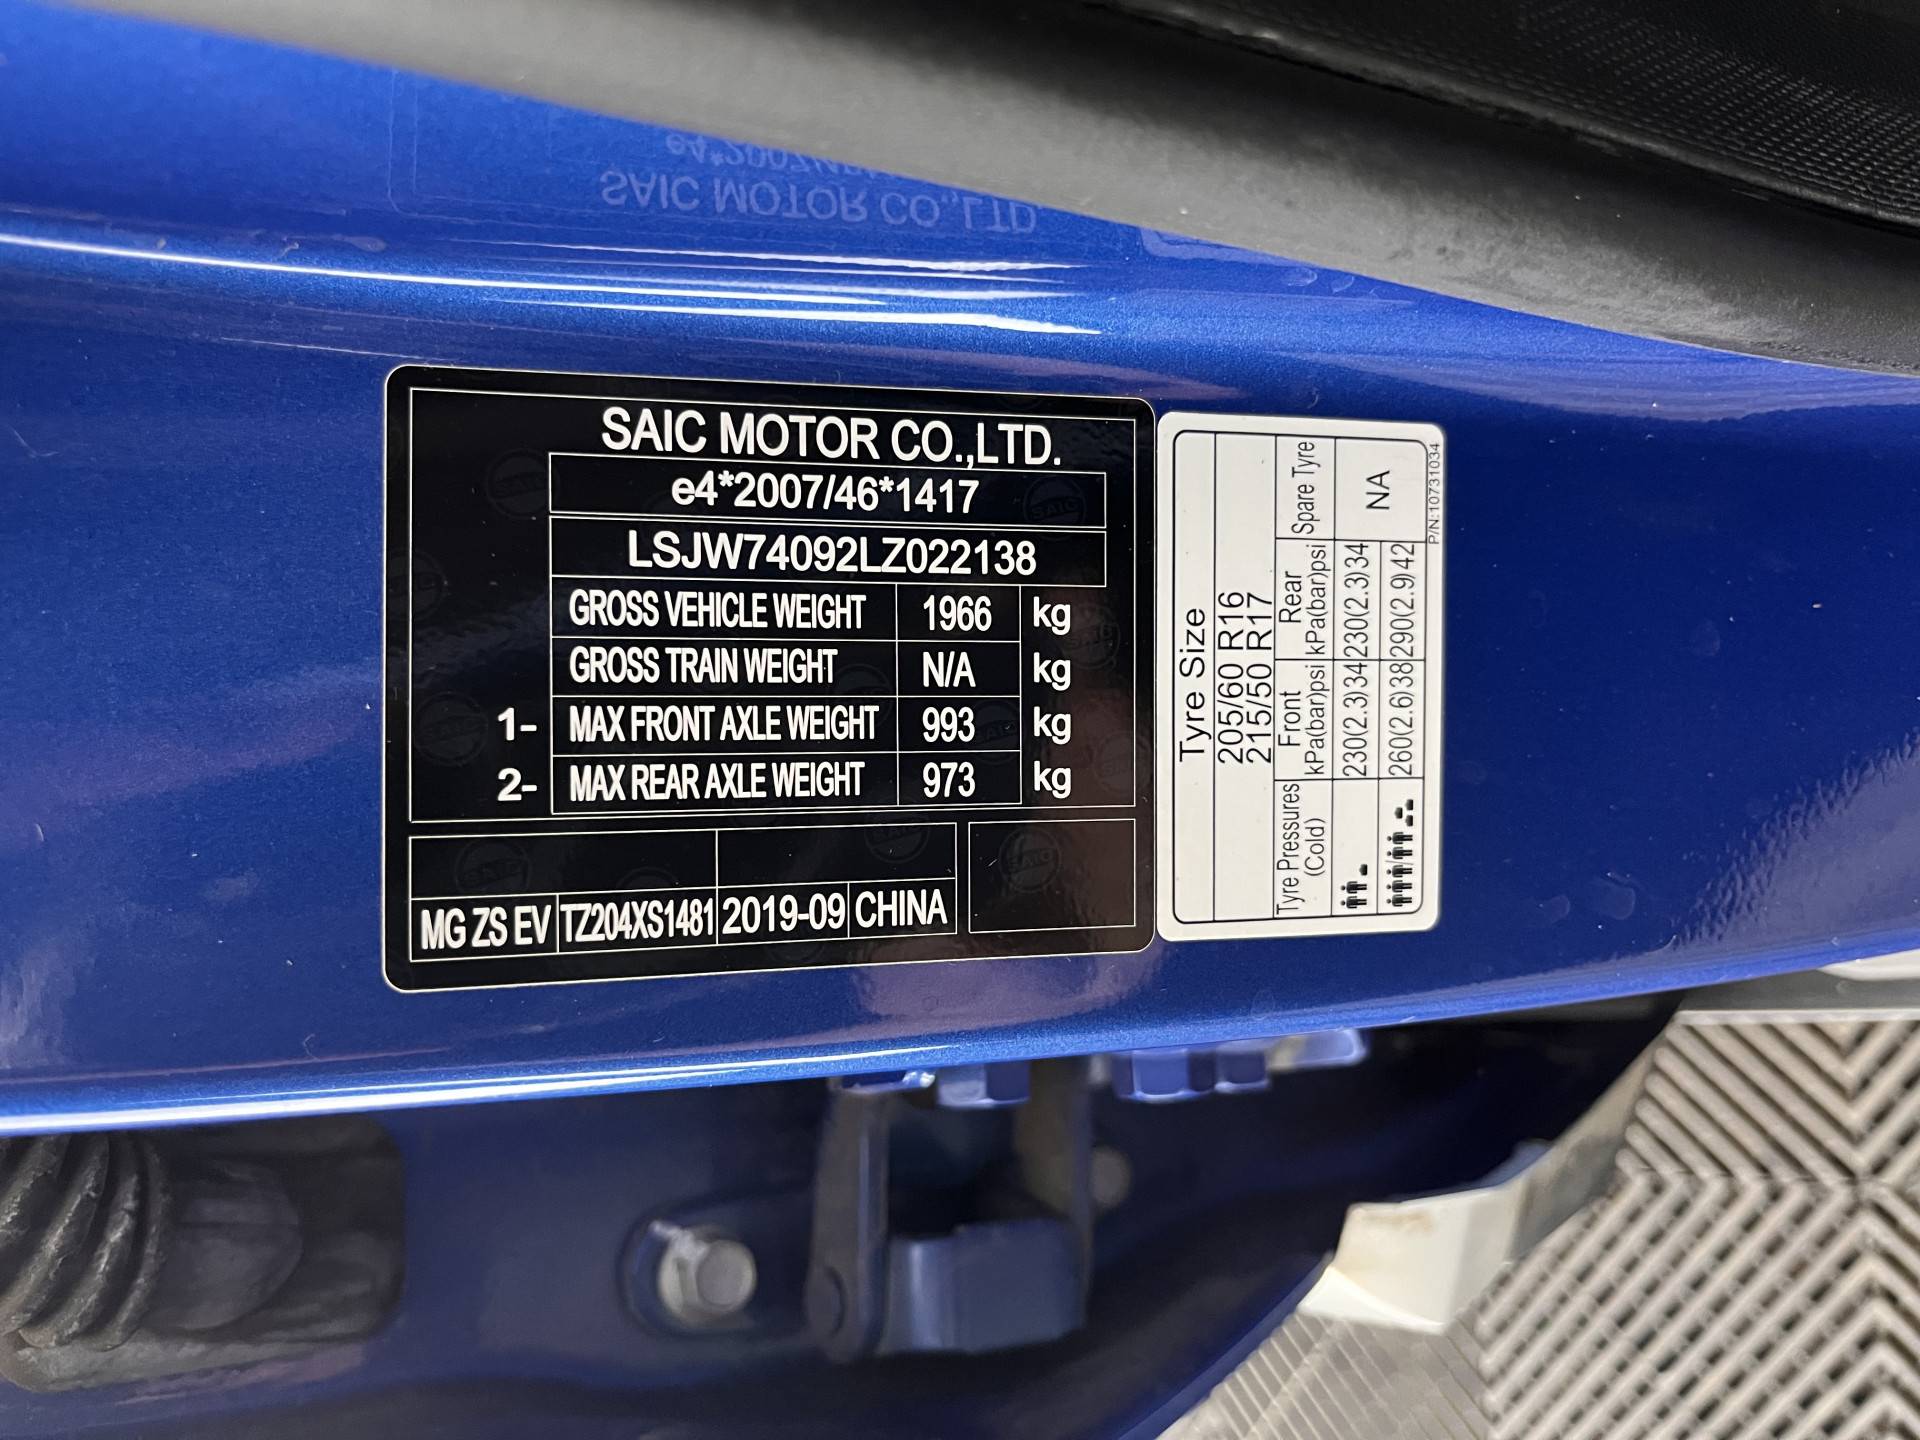 SAIC MOTOR CO.,LTD.
e4*2007/46*1417
LSJW74092LZ022138
GROSS VEHICLE WEIGHT 1966 kg
GROSS TRAIN WEIGHT N/A kg
1- MAX FRONT AXLE WEIGHT 993 kg
2- MAX REAR AXLE WEIGHT 973 kg
MG ZS EV TZ204XS1481 2019-09 CHINA
Tyre Size
205/60 R16
215/50 R17
Tyre Pressures (Cold) Front kPa(bar)psi Rear kPa(bar)psi Spare Tyre
230(2.3)34 230(2.3)34 NA
260(2.6)38 290(2.9)42
P/N:10731034